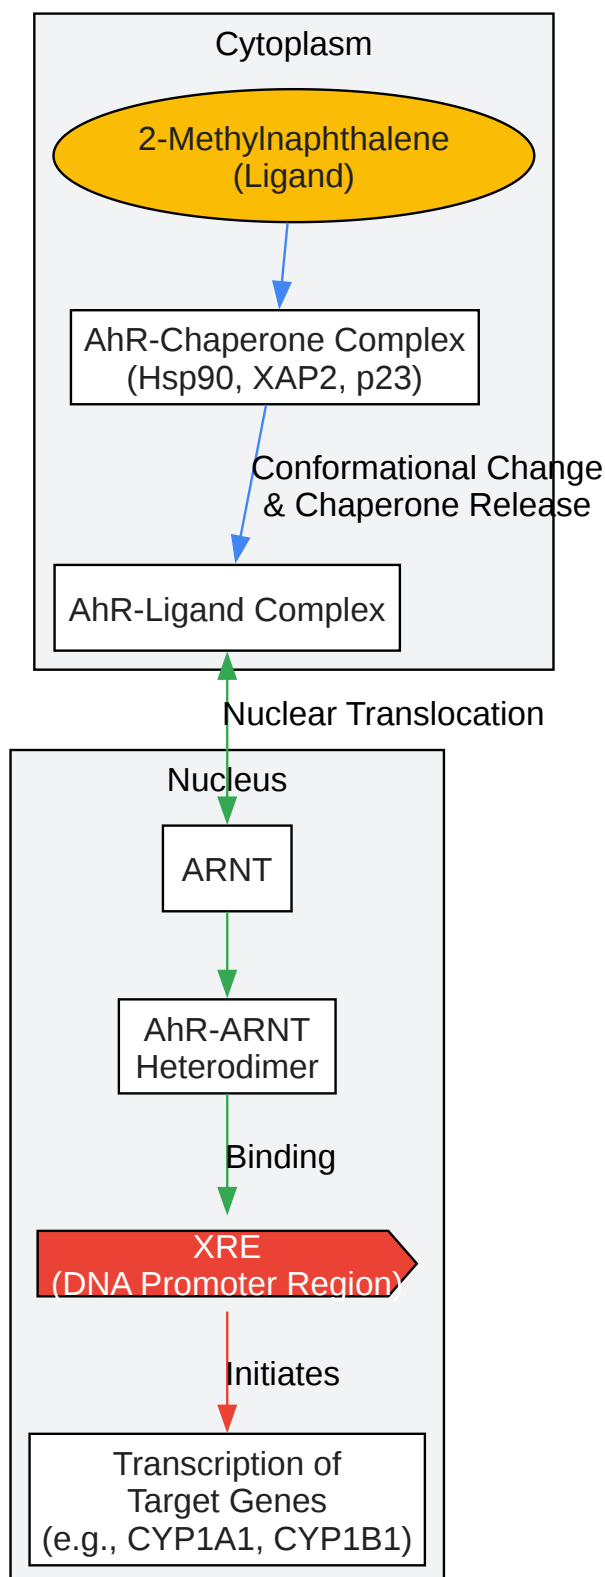 Cytoplasm
2-Methylnaphthalene
(Ligand)
AhR-Chaperone Complex
(Hsp90, XAP2, p23)
Conformational Change
& Chaperone Release
AhR-Ligand Complex
Nuclear Translocation
Nucleus
ARNT
AhR-ARNT
Heterodimer
Binding
XRE
(DNA Promoter Region)
Initiates
Transcription of
Target Genes
(e.g., CYP1A1, CYP1B1)